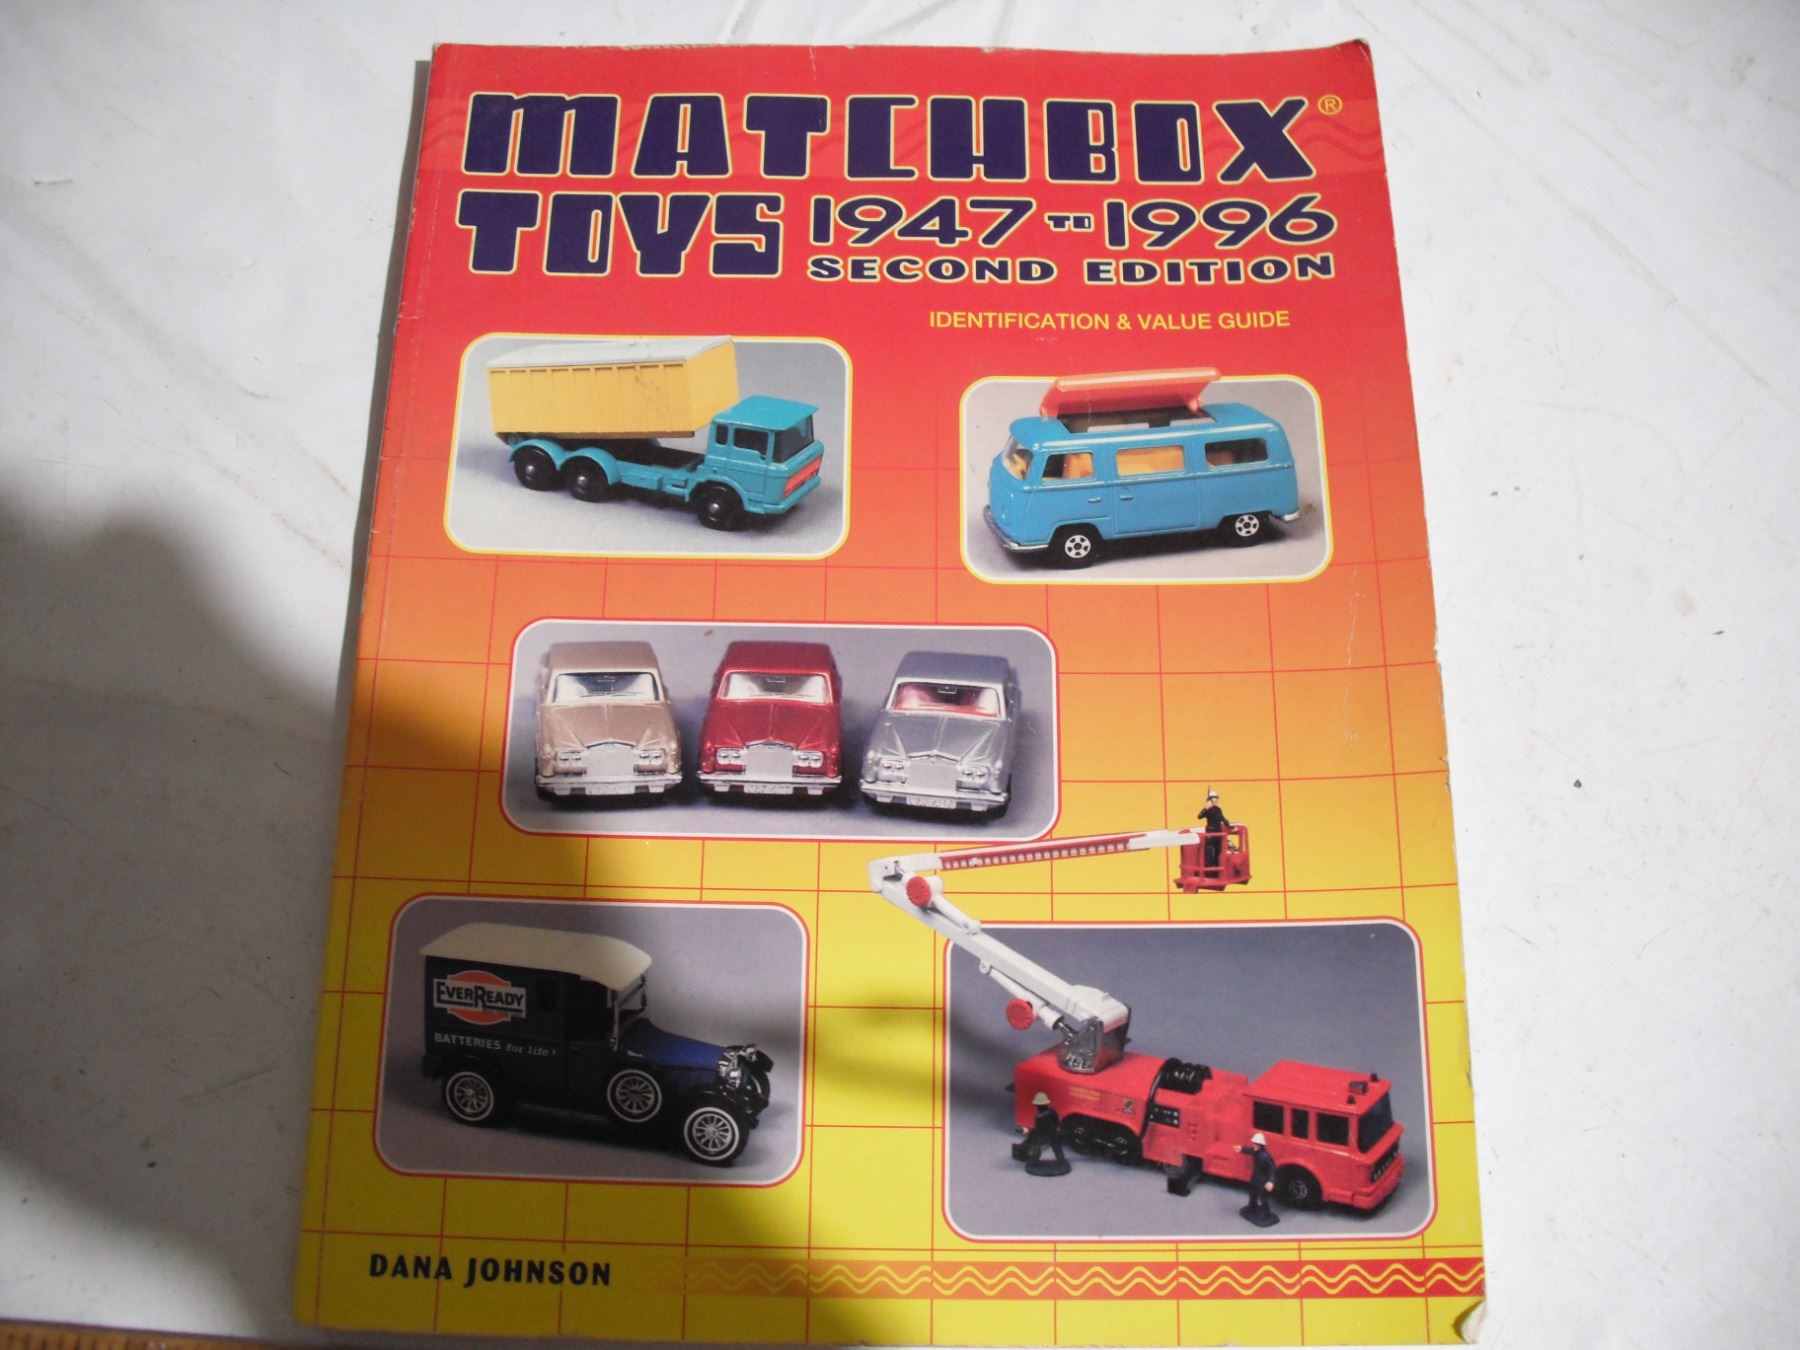 MATCHBOX®
TOYS 1947 TO 1996
SECOND EDITION
IDENTIFICATION & VALUE GUIDE
EVERREADY
BATTERIES for life!
DANA JOHNSON